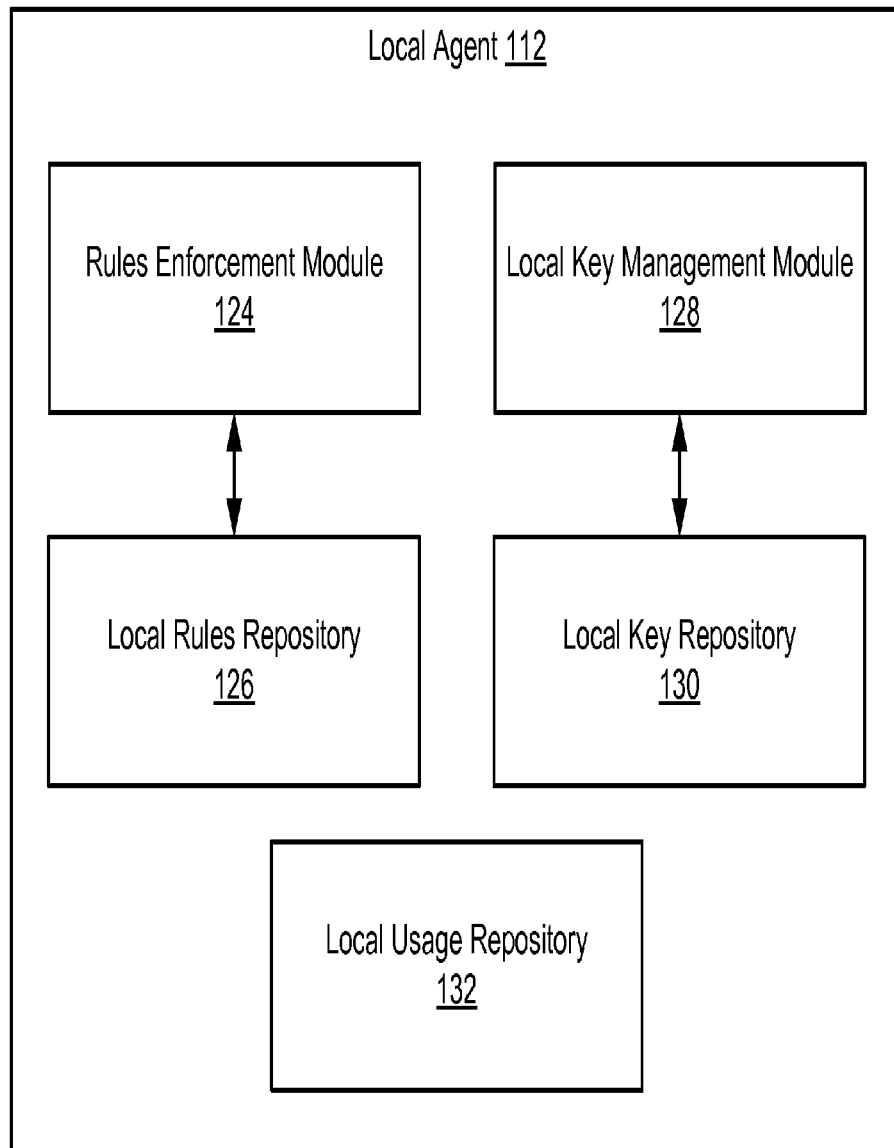 Local Agent 112
Rules Enforcement Module
124
Local Key Management Module
128
Local Rules Repository
126
Local Key Repository
130
Local Usage Repository
132